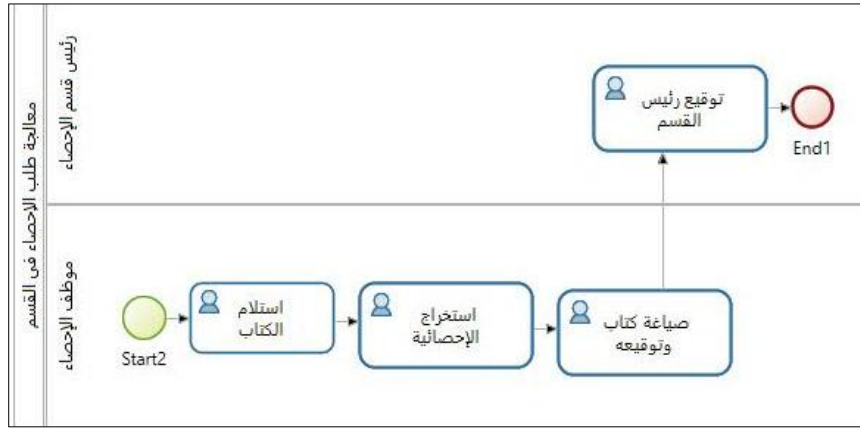 معالجة طلب الإحصاء في القسم
رئيس قسم الإحصاء
توقيع رئيس
القسم
End1
موظف الإحصاء
Start2
استلام
الكتاب
استخراج
الإحصائية
صياغة كتاب
وتوقيعه